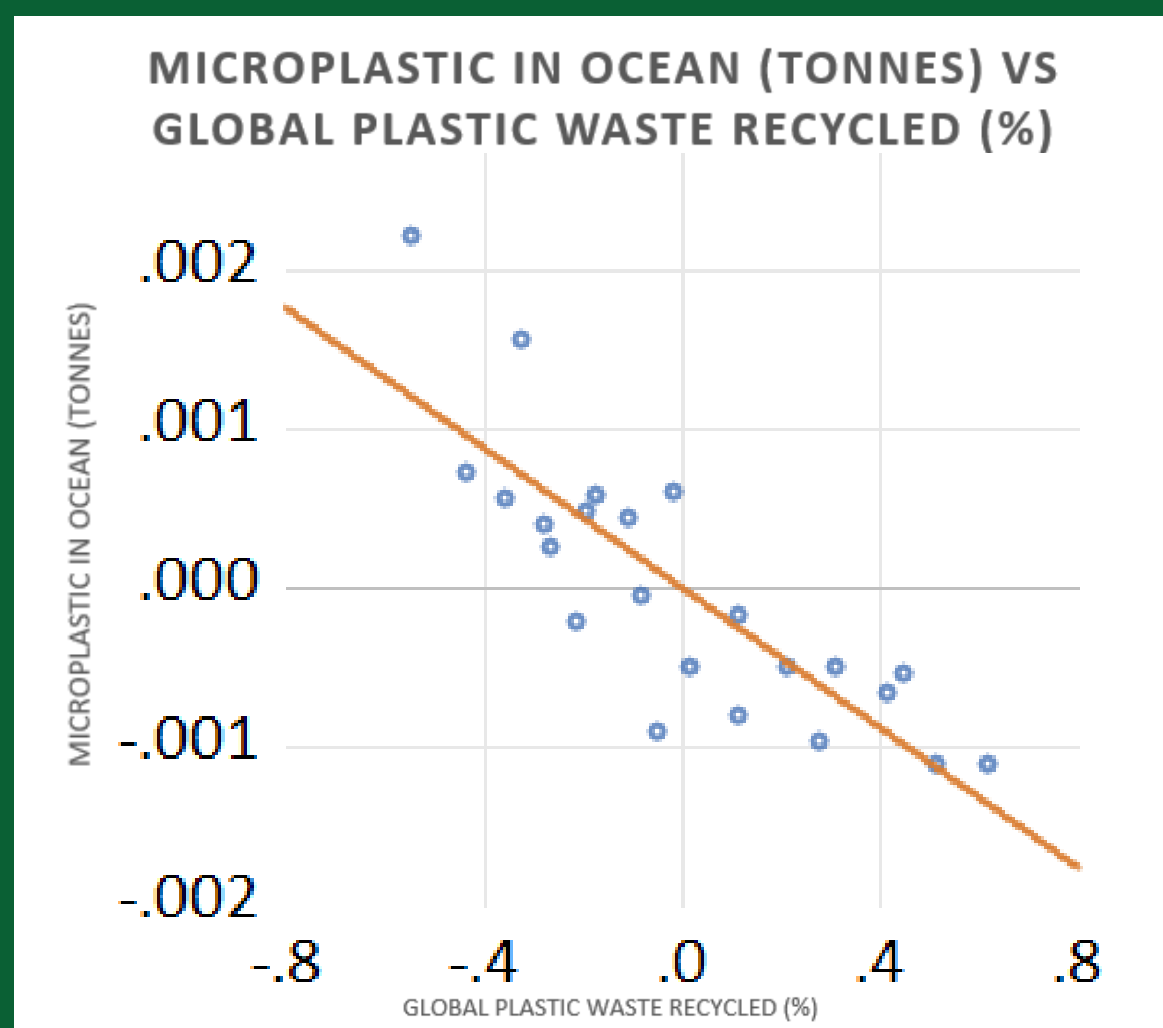 MICROPLASTIC IN OCEAN (TONNES) VS
GLOBAL PLASTIC WASTE RECYCLED (%)
MICROPLASTIC IN OCEAN (TONNES)
.002
.001
.000
-.001
-.002
-.8 -.4 .0 .4 .8
GLOBAL PLASTIC WASTE RECYCLED (%)